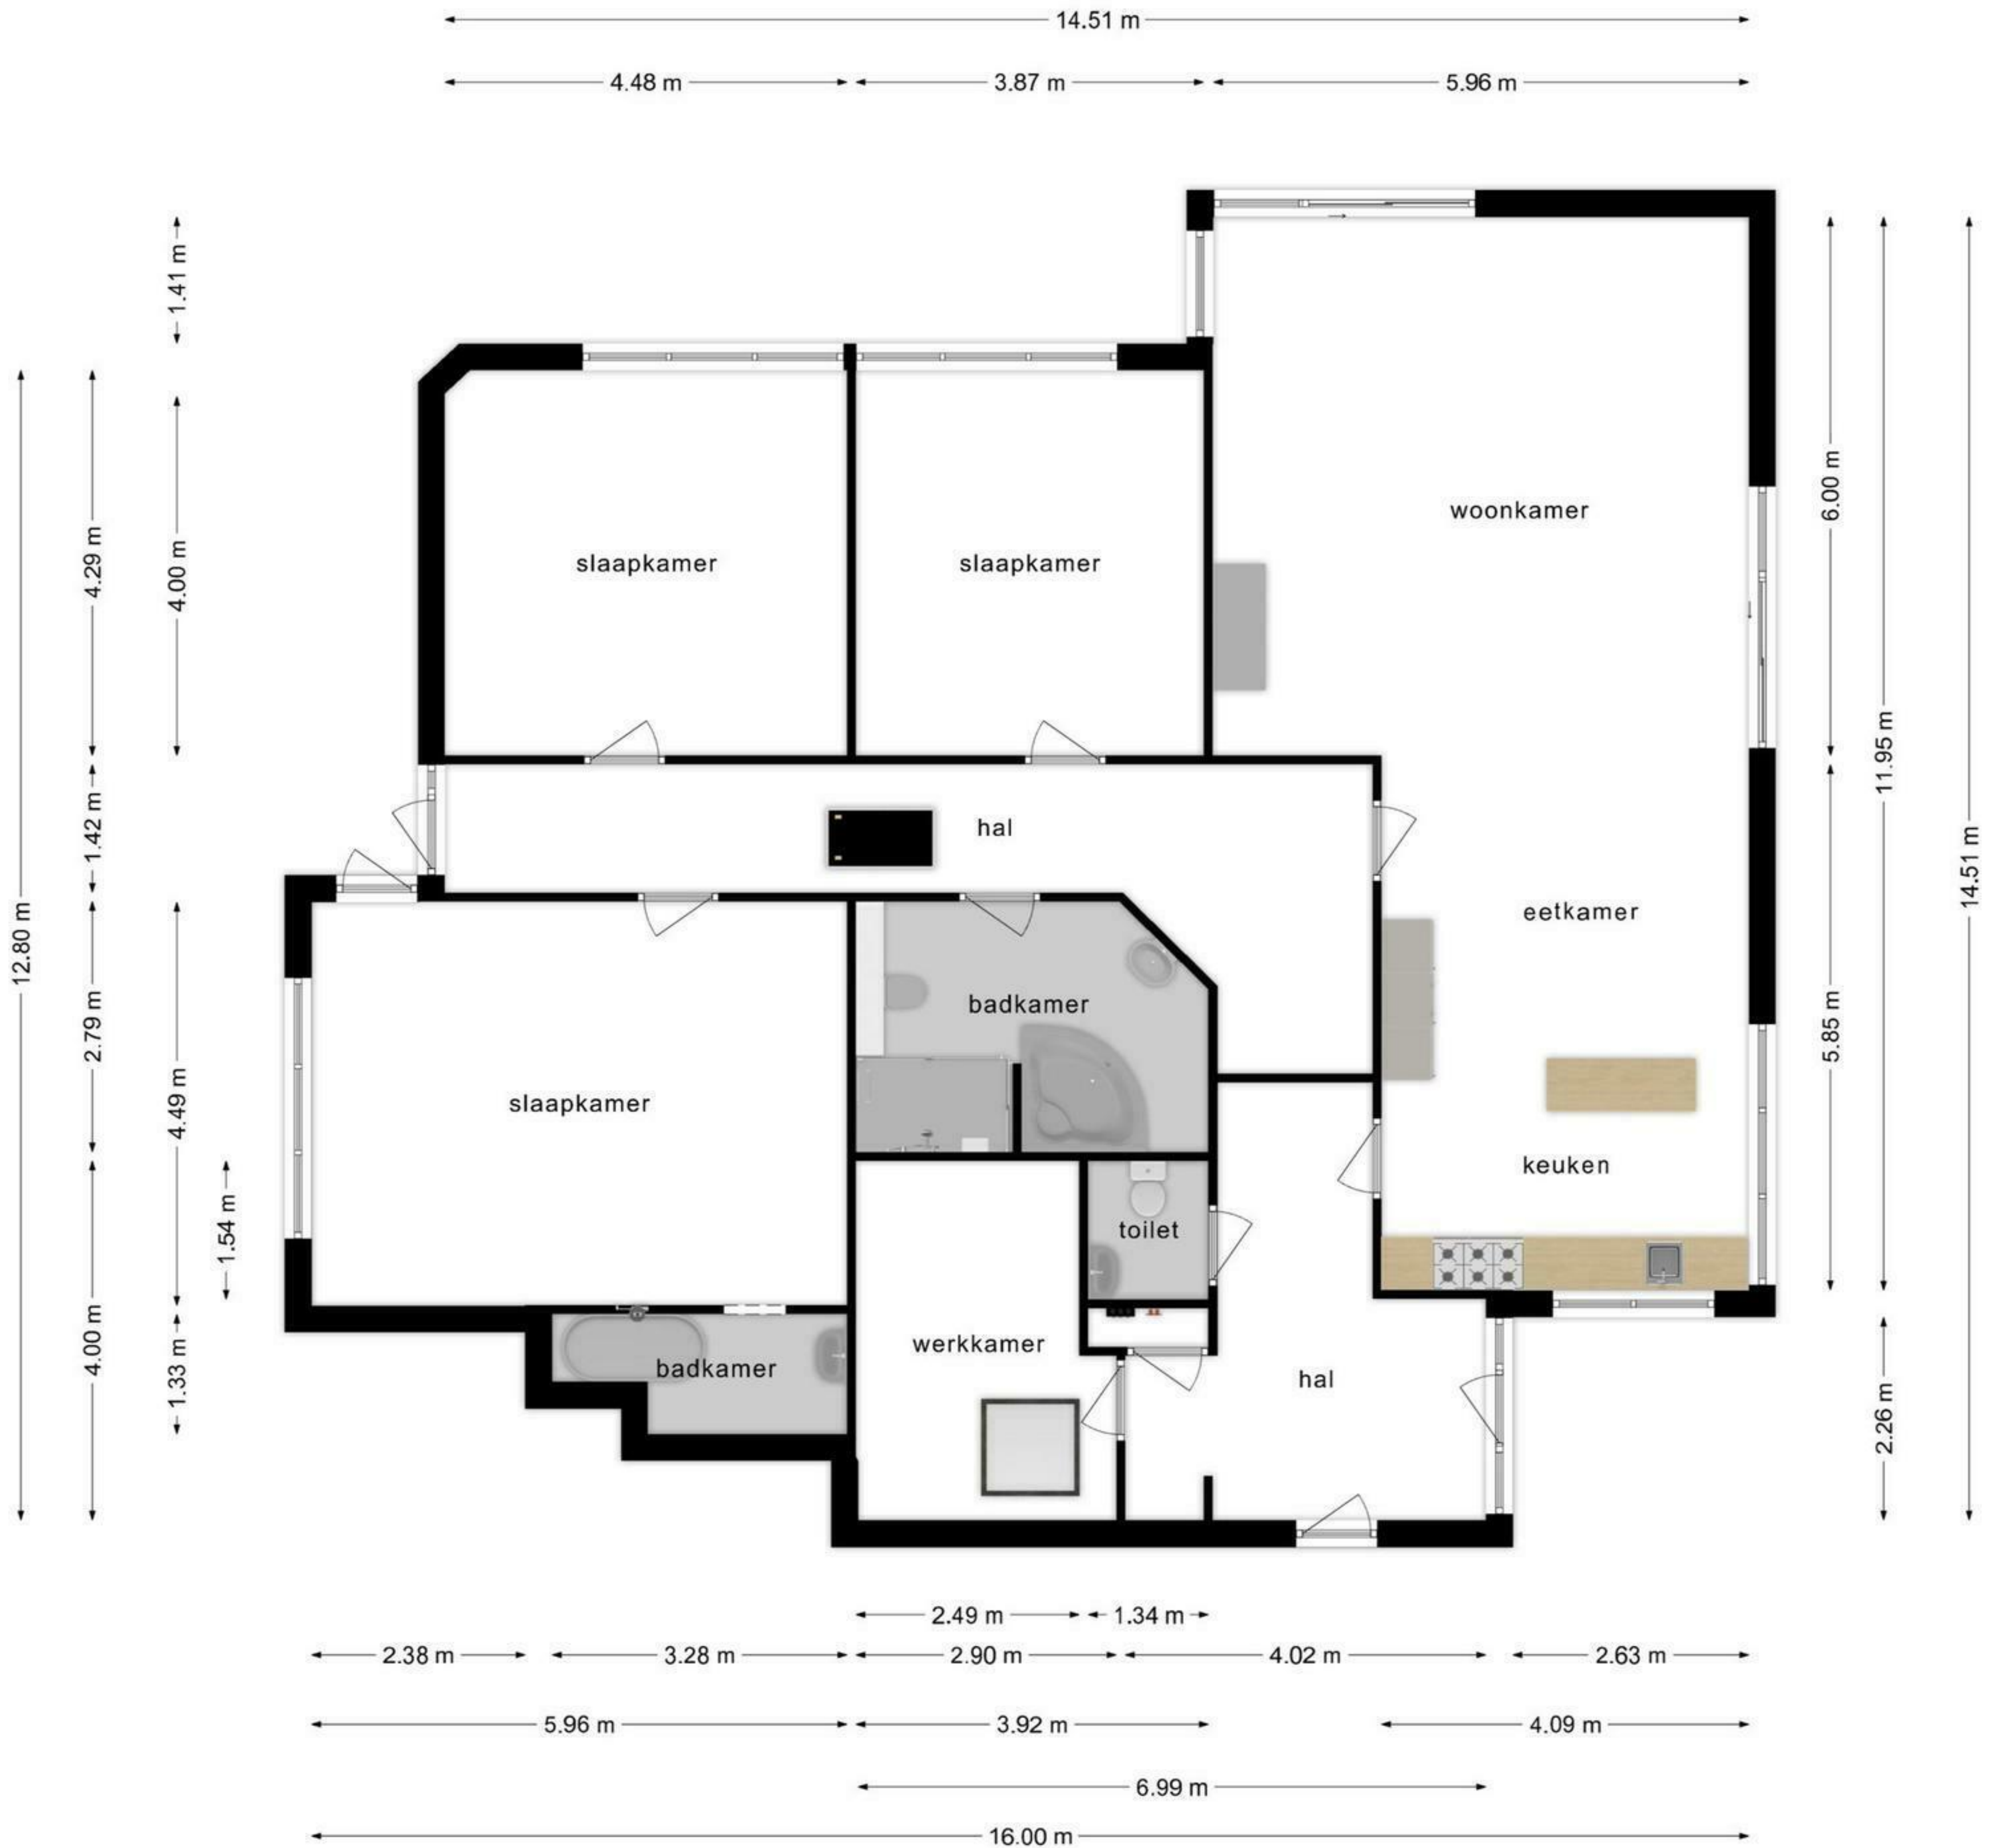 14.51 m
4.48 m
3.87 m
5.96 m
1.41 m
4.29 m
4.00 m
6.00 m
woonkamer
slaapkamer
slaapkamer
11.95 m
14.51 m
1.42 m
hal
12.80 m
eetkamer
2.79 m
badkamer
5.85 m
4.49 m
slaapkamer
keuken
1.54 m
toilet
4.00 m
1.33 m
badkamer
werkkamer
hal
2.26 m
2.49 m
1.34 m
2.38 m
3.28 m
2.90 m
4.02 m
2.63 m
5.96 m
3.92 m
4.09 m
6.99 m
16.00 m